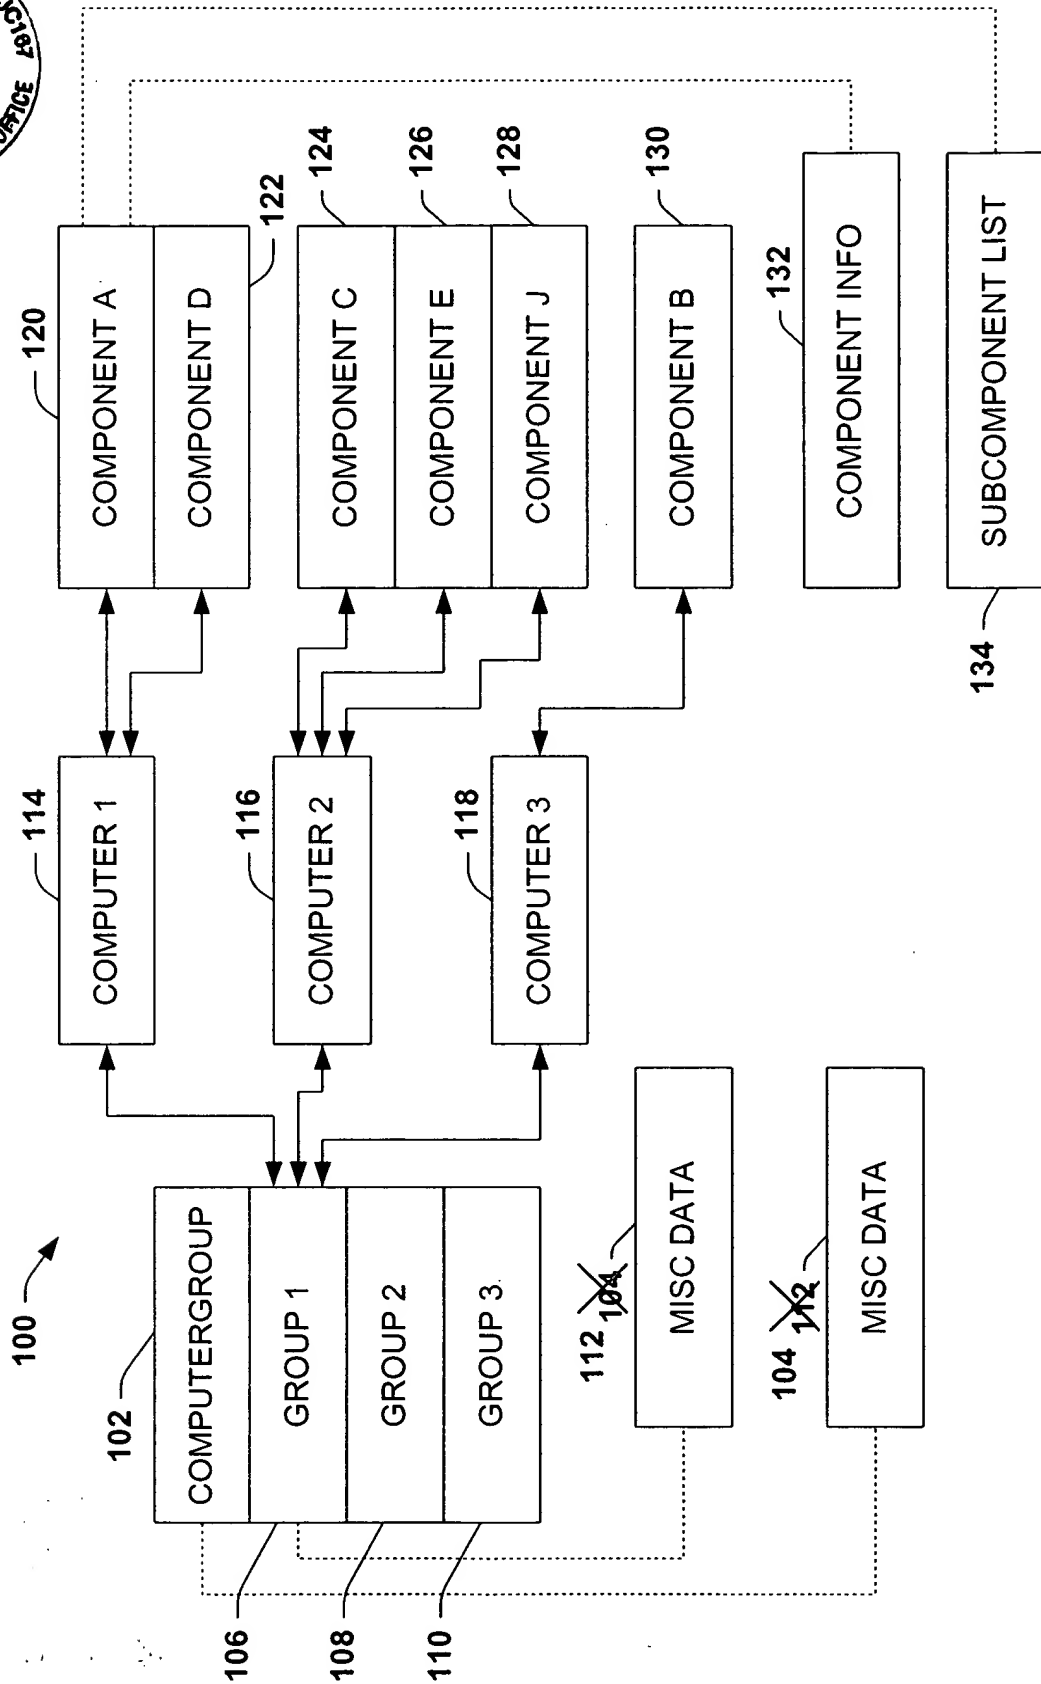 100
102
COMPUTERGROUP
GROUP 1
GROUP 2
GROUP 3
106
108
110
112 104
MISC DATA
104 112
MISC DATA
114
COMPUTER 1
116
COMPUTER 2
118
COMPUTER 3
120
COMPONENT A
COMPONENT D
122
COMPONENT C
124
COMPONENT E
126
COMPONENT J
128
COMPONENT B
130
132
COMPONENT INFO
134
SUBCOMPONENT LIST
OFFICE